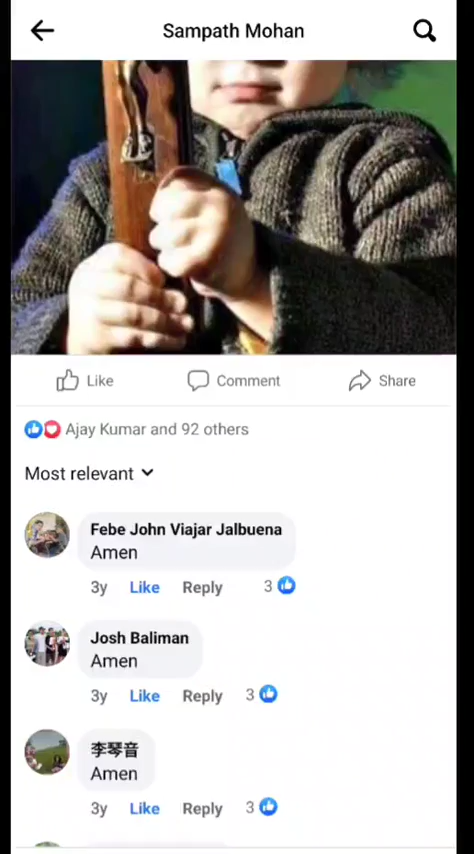 Sampath Mohan
Like Comment Share
Ajay Kumar and 92 others
Most relevant
Febe John Viajar Jalbuena
Amen
3y Like Reply 3
Josh Baliman
Amen
3y Like Reply 3
李琴音
Amen
3y Like Reply 3